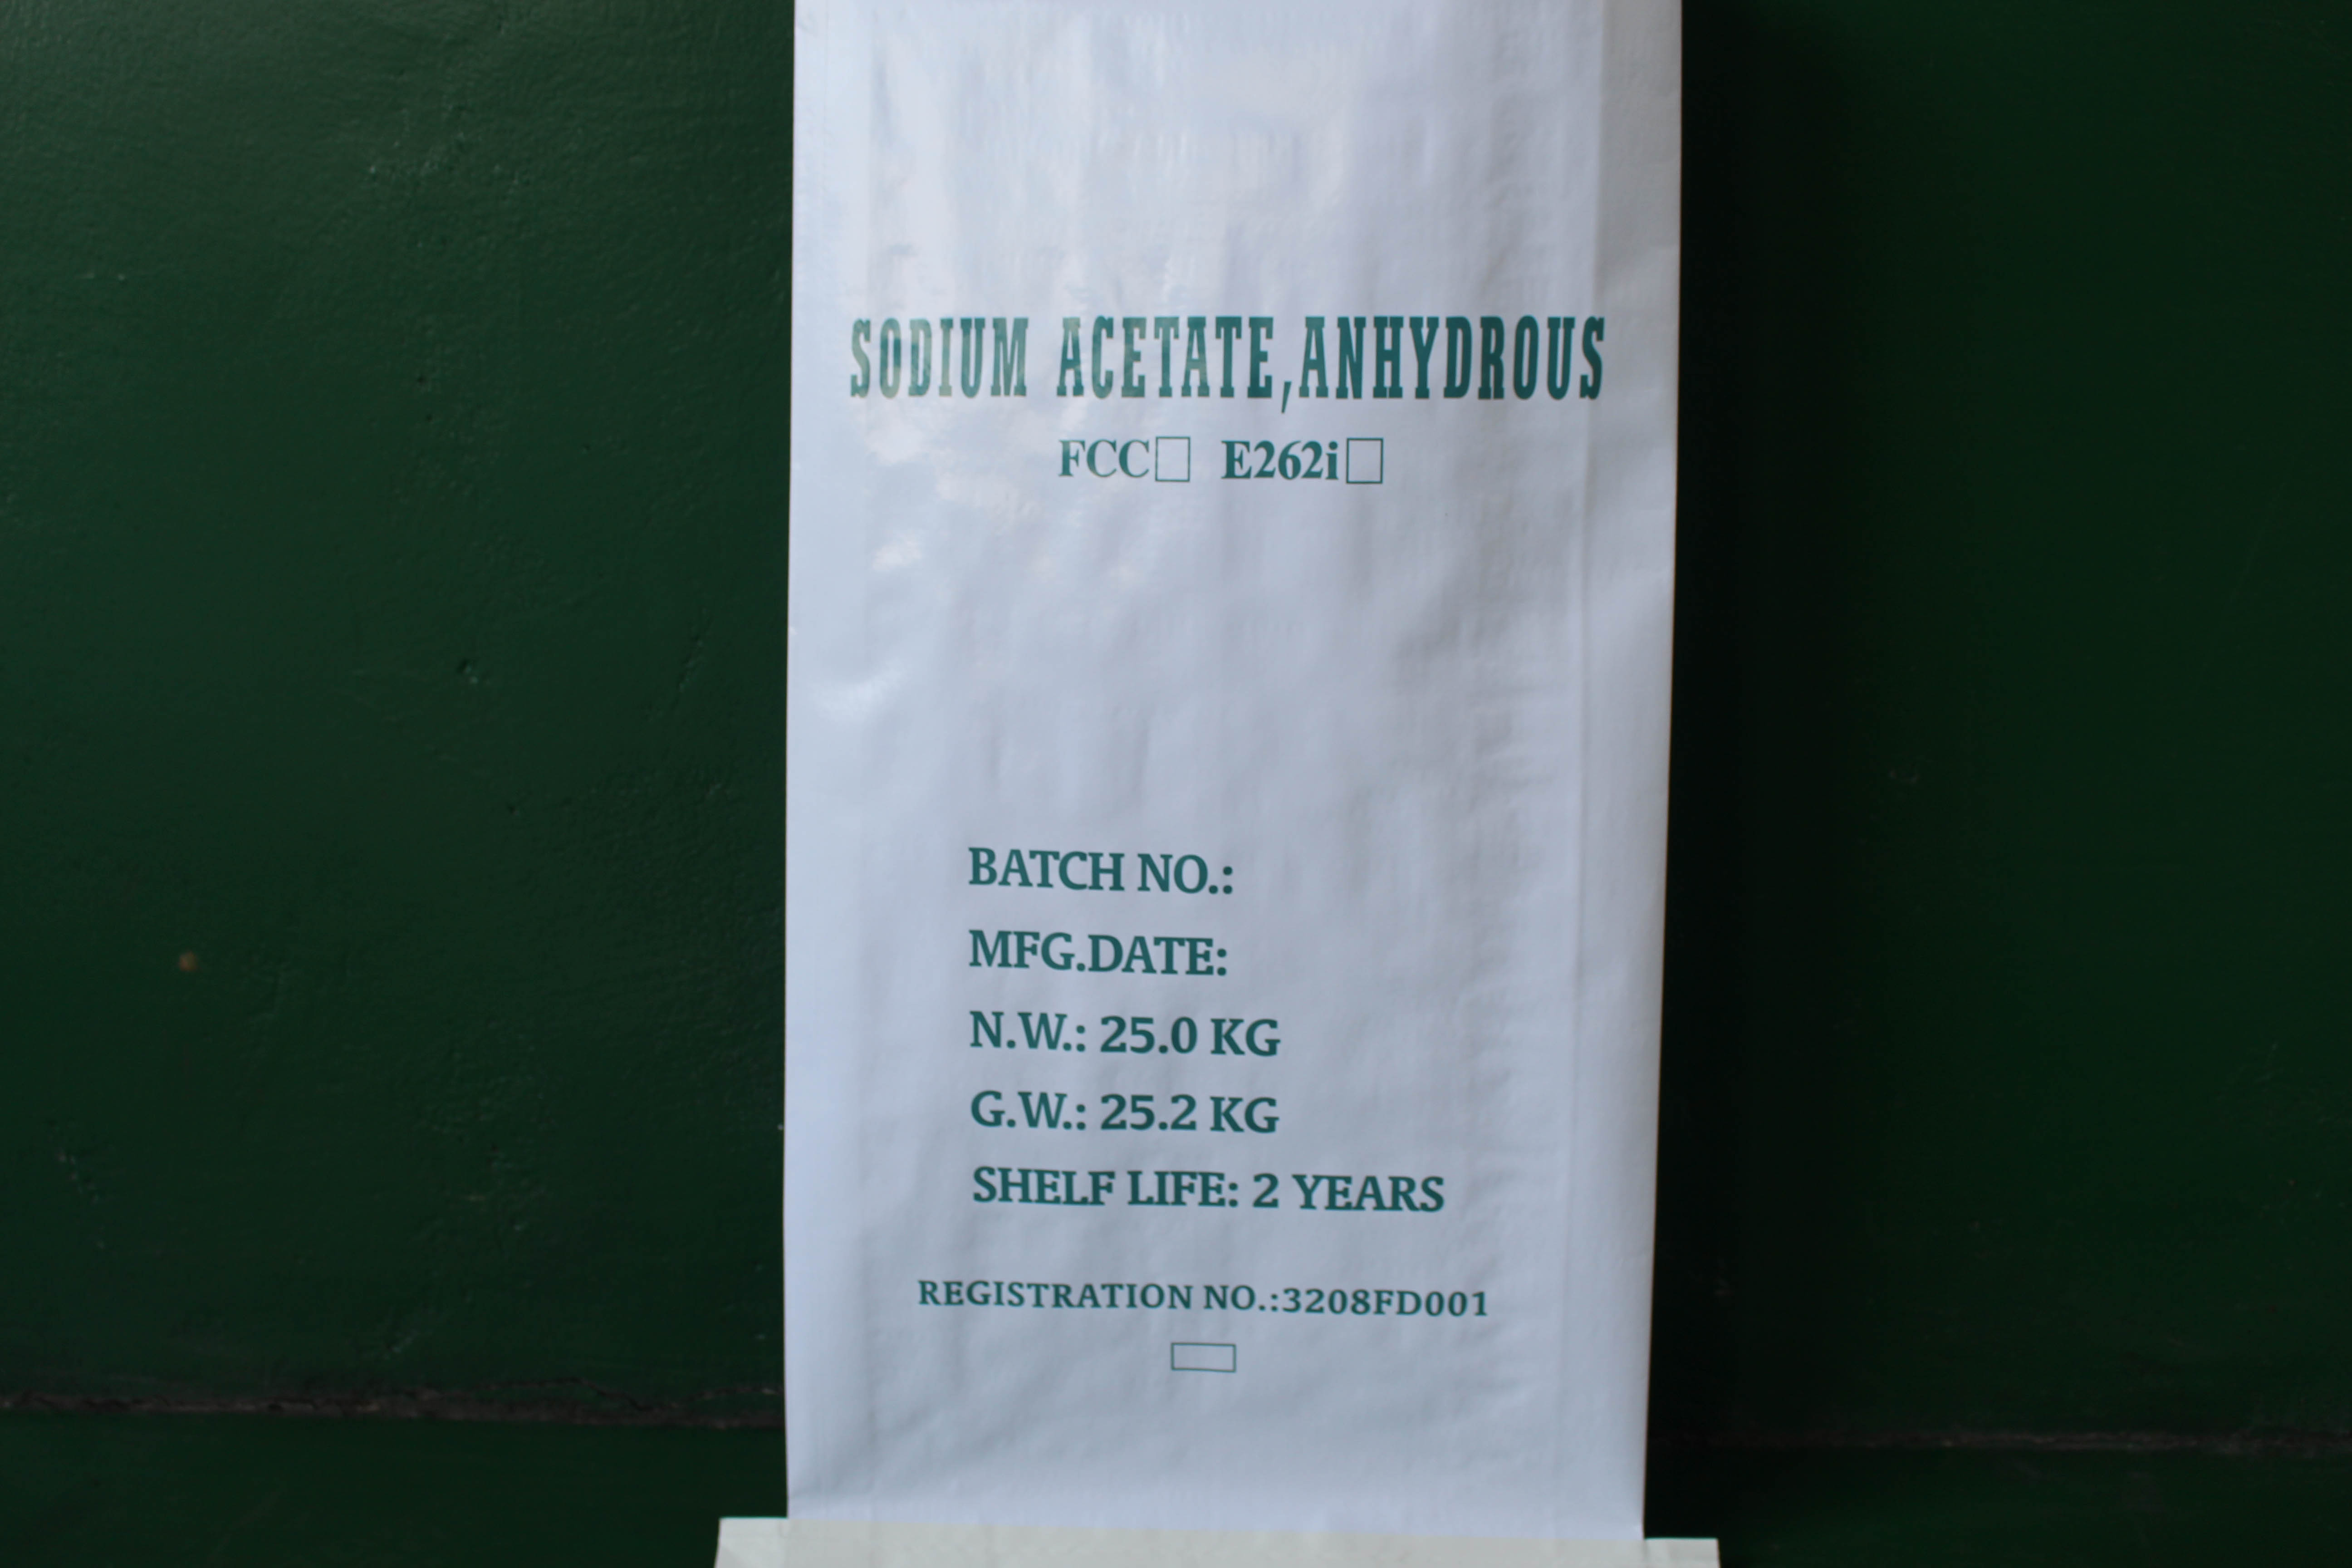 SODIUM ACETATE,ANHYDROUS
FCC□ E262i□
BATCH NO.:
MFG.DATE:
N.W.: 25.0 KG
G.W.: 25.2 KG
SHELF LIFE: 2 YEARS
REGISTRATION NO.:3208FD001